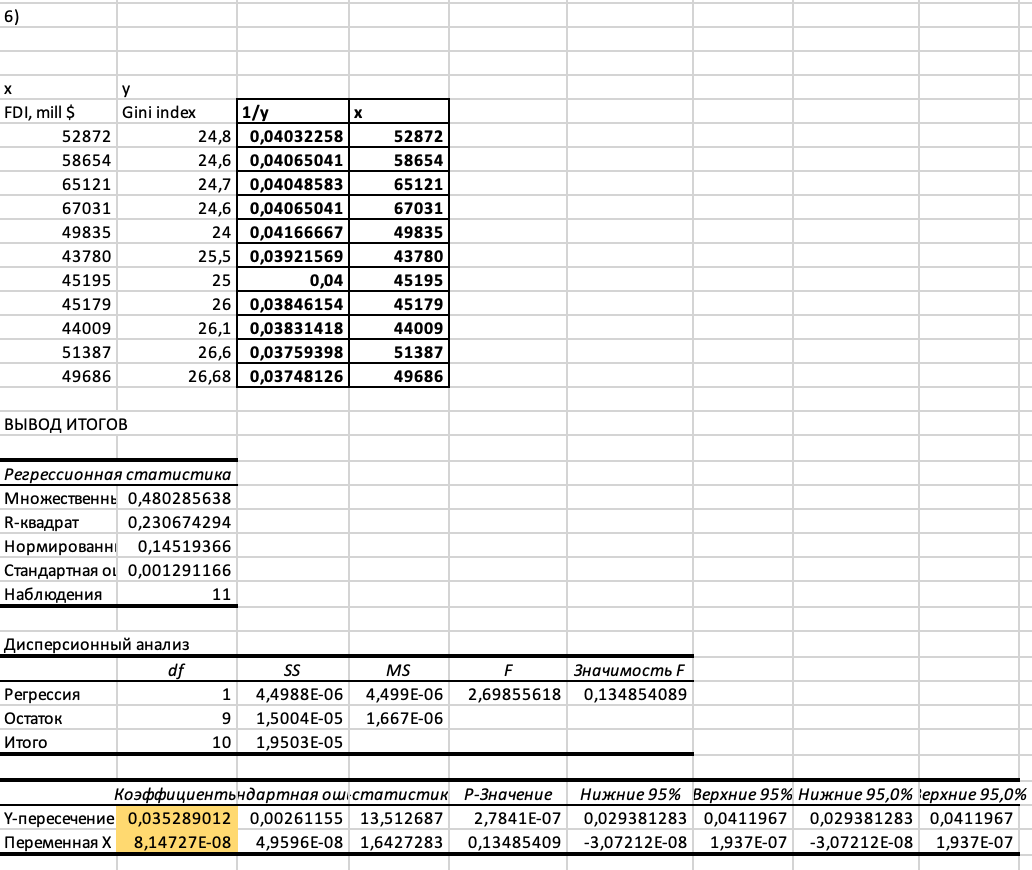 6)
x y
FDI, mill $ Gini index 1/y x
52872 24,8 0,04032258 52872
58654 24,6 0,04065041 58654
65121 24,7 0,04048583 65121
67031 24,6 0,04065041 67031
49835 24 0,04166667 49835
43780 25,5 0,03921569 43780
45195 25 0,04 45195
45179 26 0,03846154 45179
44009 26,1 0,03831418 44009
51387 26,6 0,03759398 51387
49686 26,68 0,03748126 49686
ВЫВОД ИТОГОВ
Регрессионная статистика
Множественнь 0,480285638
R-квадрат 0,230674294
Нормированнı 0,14519366
Стандартная оц 0,001291166
Наблюдения 11
Дисперсионный анализ
df SS MS F Значимость F
Регрессия 1 4,4988E-06 4,499E-06 2,69855618 0,134854089
Остаток 9 1,5004E-05 1,667E-06
Итого 10 1,9503E-05
Коэффициенты ндартная оши статистик P-Значение Нижние 95% Верхние 95% Нижние 95,0% Верхние 95,0%
Y-пересечение 0,035289012 0,00261155 13,512687 2,7841E-07 0,029381283 0,0411967 0,029381283 0,0411967
Переменная X 8,14727E-08 4,9596E-08 1,6427283 0,13485409 -3,07212E-08 1,937E-07 -3,07212E-08 1,937E-07